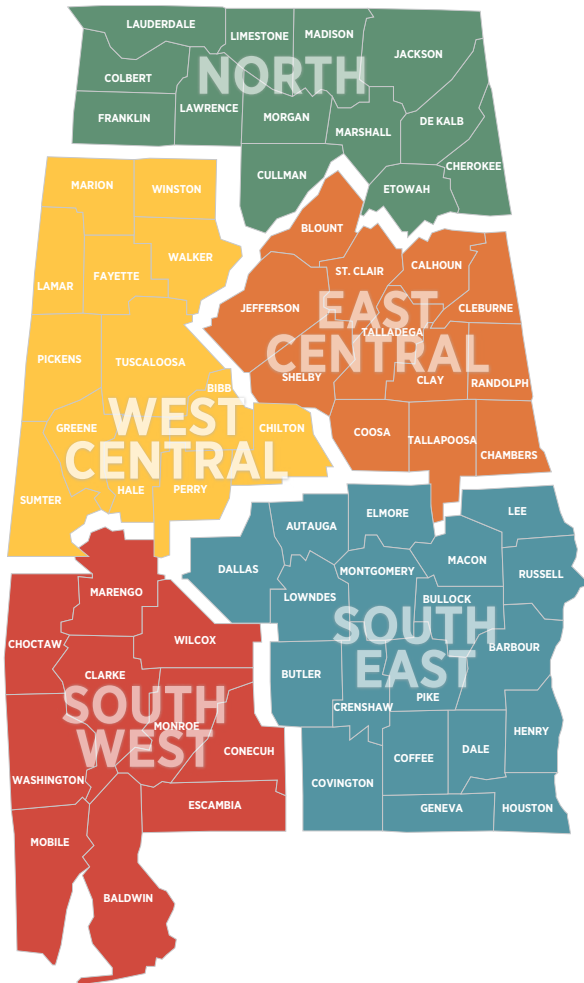 LAUDERDALE
LIMESTONE
MADISON
JACKSON
COLBERT
NORTH
LAWRENCE
FRANKLIN
MORGAN
MARSHALL
DE KALB
CULLMAN
CHEROKEE
ETOWAH
MARION
WINSTON
WALKER
LAMAR
FAYETTE
PICKENS
TUSCALOOSA
BIBB
GREENE
WEST
CENTRAL
CHILTON
SUMTER
HALE
PERRY
BLOUNT
ST. CLAIR
CALHOUN
JEFFERSON
EAST
CENTRAL
CLEBURNE
TALLADEGA
SHELBY
CLAY
RANDOLPH
COOSA
TALLAPOOSA
CHAMBERS
ELMORE
LEE
AUTAUGA
DALLAS
MONTGOMERY
MACON
RUSSELL
LOWNDES
BULLOCK
SOUTH
EAST
BARBOUR
BUTLER
CRENSHAW
PIKE
HENRY
COFFEE
DALE
COVINGTON
GENEVA
HOUSTON
MARENGO
CHOCTAW
WILCOX
CLARKE
SOUTH
WEST
MONROE
CONECUH
WASHINGTON
ESCAMBIA
MOBILE
BALDWIN